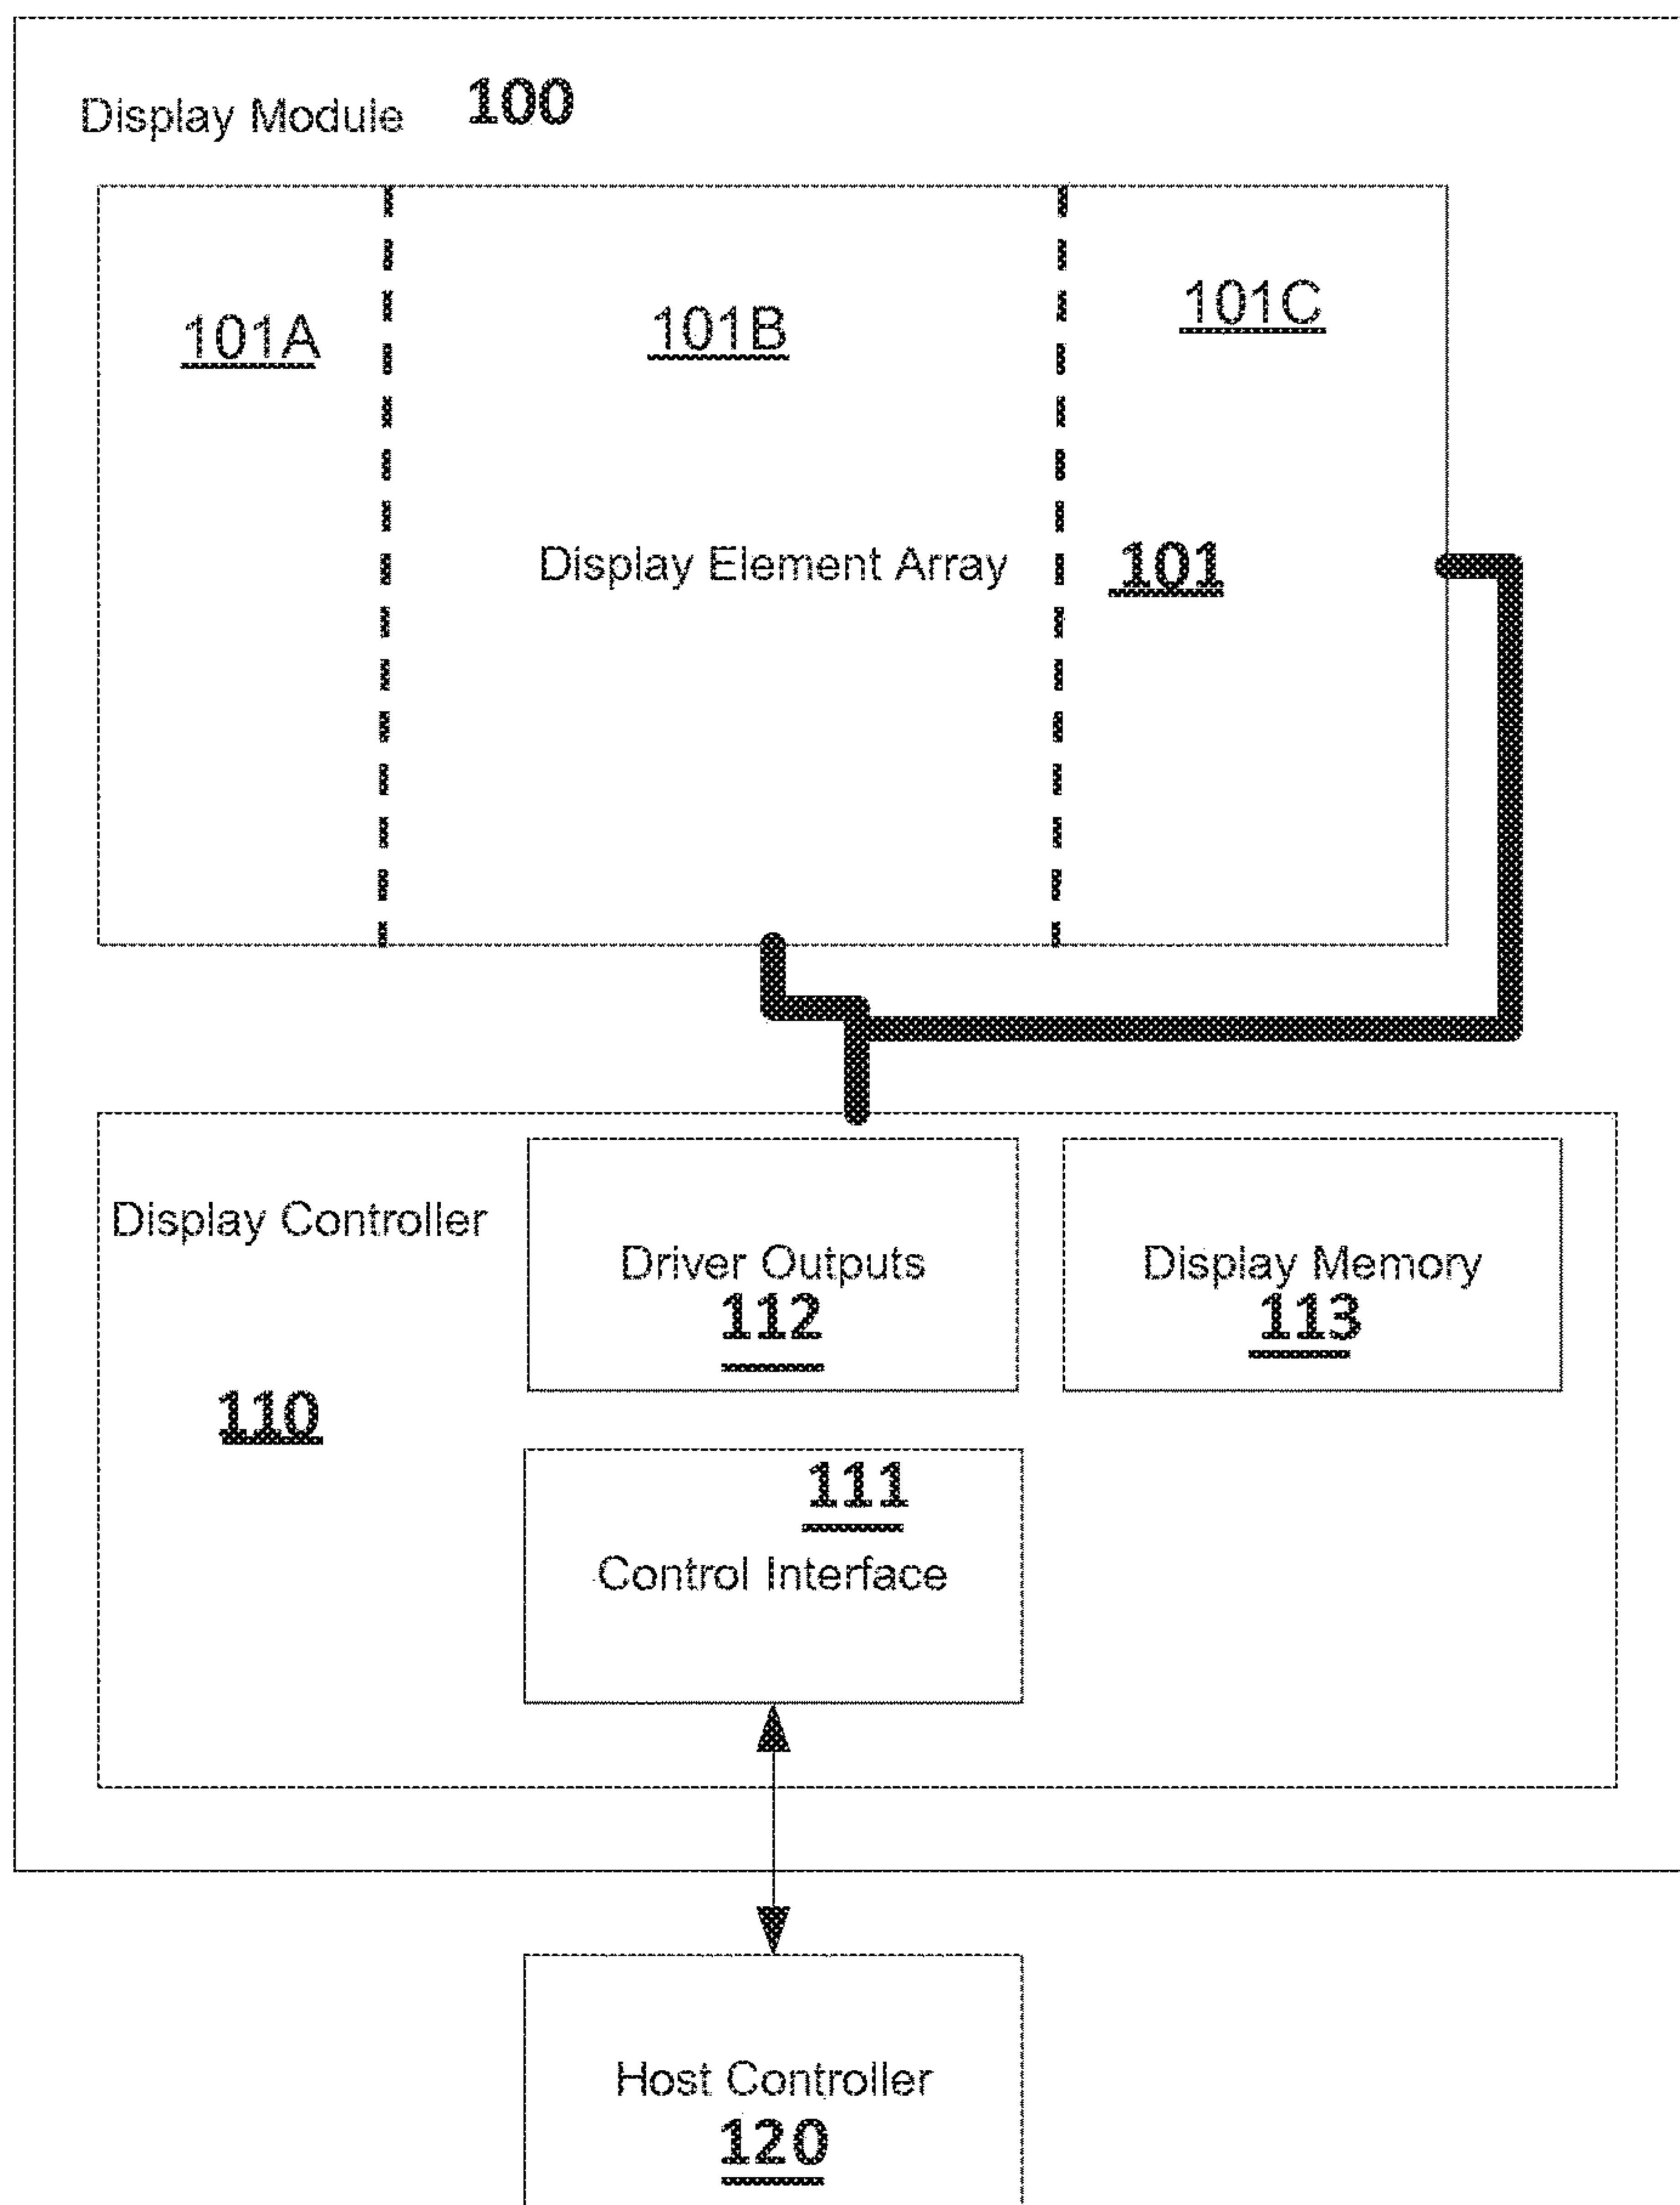 Display Module 100
101A 101B 101C
Display Element Array 101
Display Controller
110
Driver Outputs
112
Display Memory
113
111
Control Interface
Host Controller
120